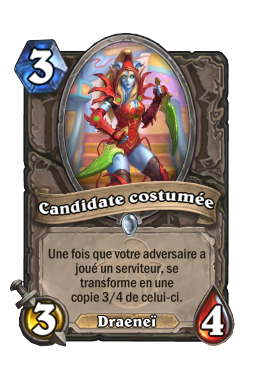 3
Candidate costumée
Une fois que votre adversaire a
joué un serviteur, se
transforme en une
copie 3/4 de celui-ci.
Draeneï
3
4